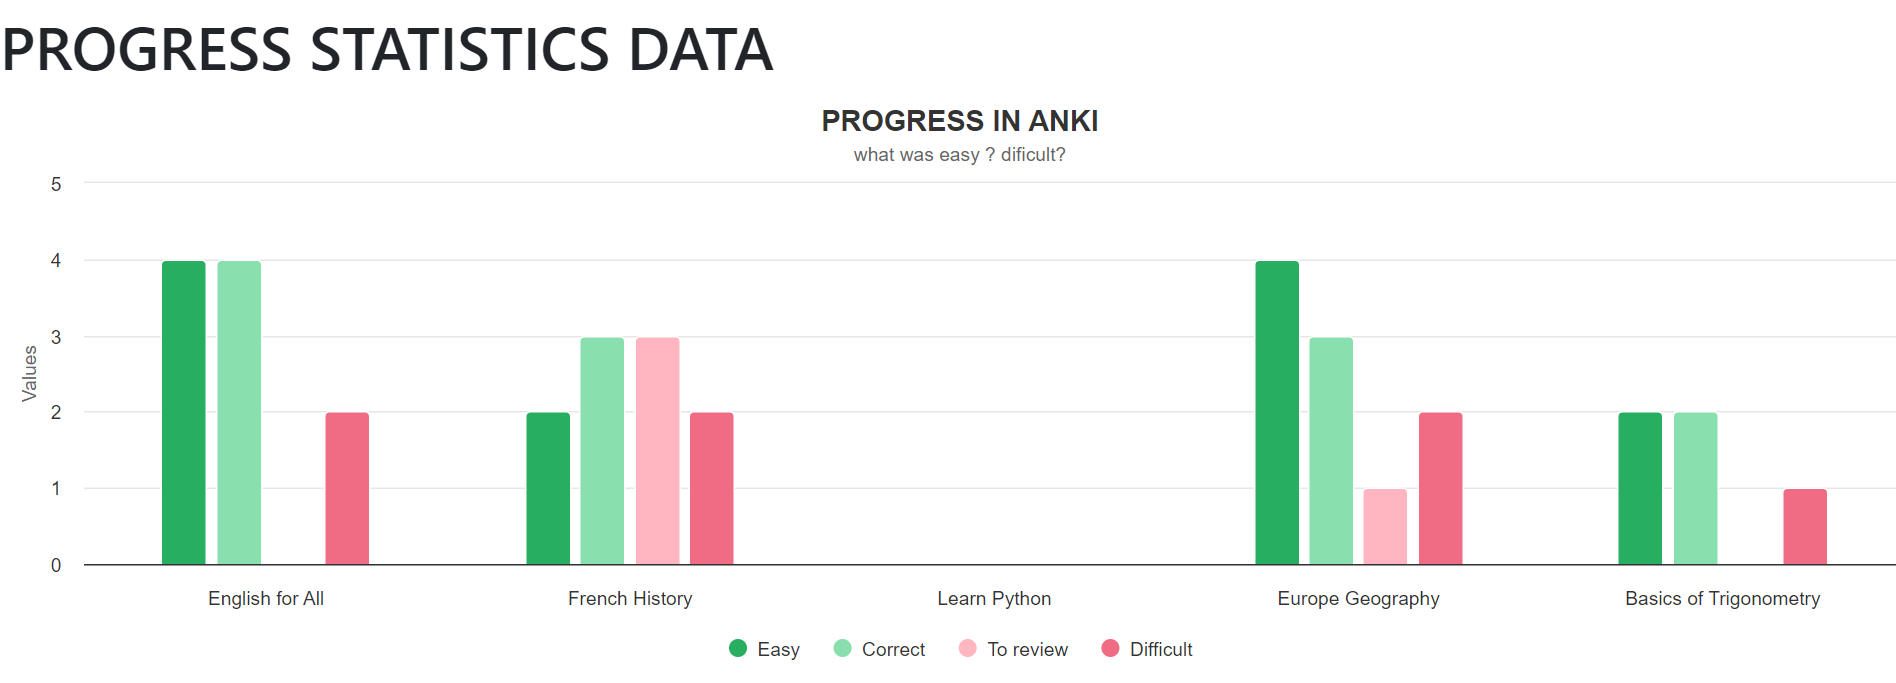 PROGRESS STATISTICS DATA
PROGRESS IN ANKI
what was easy ? dificult?
5
4
3
2
1
0
Values
English for All French History Learn Python Europe Geography Basics of Trigonometry
Easy Correct To review Difficult